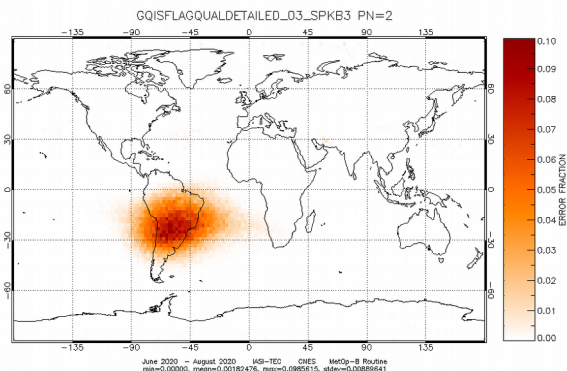 GQISFLAGQUALDETAILED_03_SPKB3 PN=2
-135 -90 -45 0 45 90 135
0.10
0.09
60 60
0.08
30 30
0.07
0.06
0 0
0.05
ERROR FRACTION
0.04
-30 -30
0.03
0.02
-60 -60
0.01
0.00
-135 -90 -45 0 45 90 135
June 2020 - August 2020 IASI-TEC CNES MetOp-B Routine
min=0.00000, mean=0.00182476, max=0.0985615, stdev=0.00889641